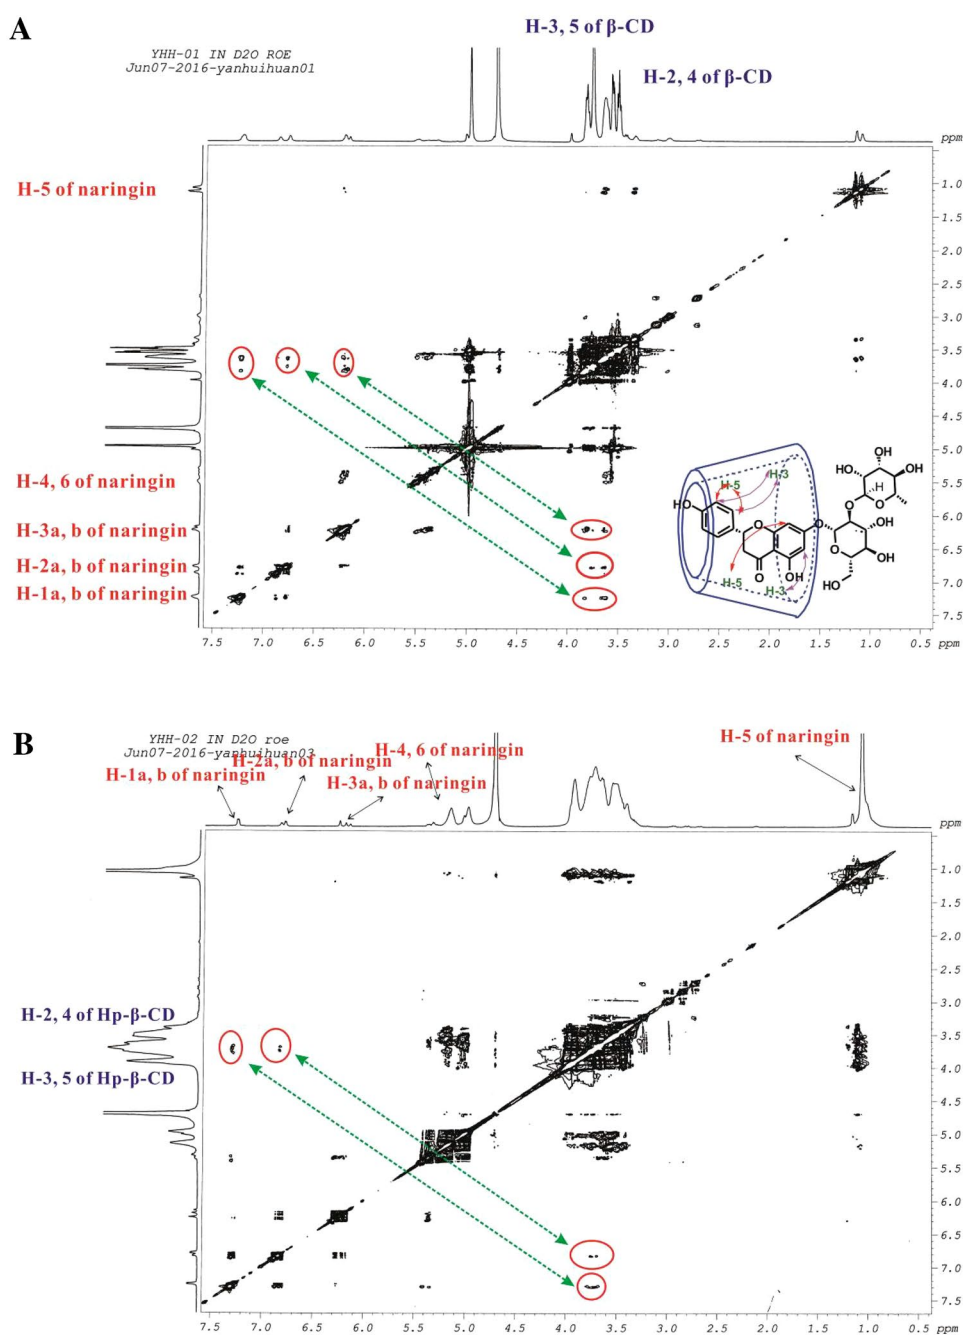 A
H-3, 5 of β-CD
YHH-01 IN D2O ROE
Jun07-2016-yanhuihuan01
H-2, 4 of β-CD
ppm
H-5 of naringin
1.0
1.5
2.0
2.5
3.0
3.5
4.0
4.5
5.0
5.5
6.0
6.5
7.0
7.5
H-4, 6 of naringin
H-3a, b of naringin
H-2a, b of naringin
H-1a, b of naringin
H-5
H-3
HO
O
O
OH
O
H-5
H-3
HO
OH
H
O
O
O
OH
OH
HO
OH
7.5 7.0 6.5 6.0 5.5 5.0 4.5 4.0 3.5 3.0 2.5 2.0 1.5 1.0 0.5 ppm
B
YHH-02 IN D2O roe
Jun07-2016-yanhuihuan03
H-1a, b of naringin
H-2a, b of naringin
H-3a, b of naringin
H-4, 6 of naringin
H-5 of naringin
ppm
1.0
1.5
2.0
2.5
3.0
3.5
4.0
4.5
5.0
5.5
6.0
6.5
7.0
7.5
H-2, 4 of Hp-β-CD
H-3, 5 of Hp-β-CD
7.5 7.0 6.5 6.0 5.5 5.0 4.5 4.0 3.5 3.0 2.5 2.0 1.5 1.0 0.5 ppm